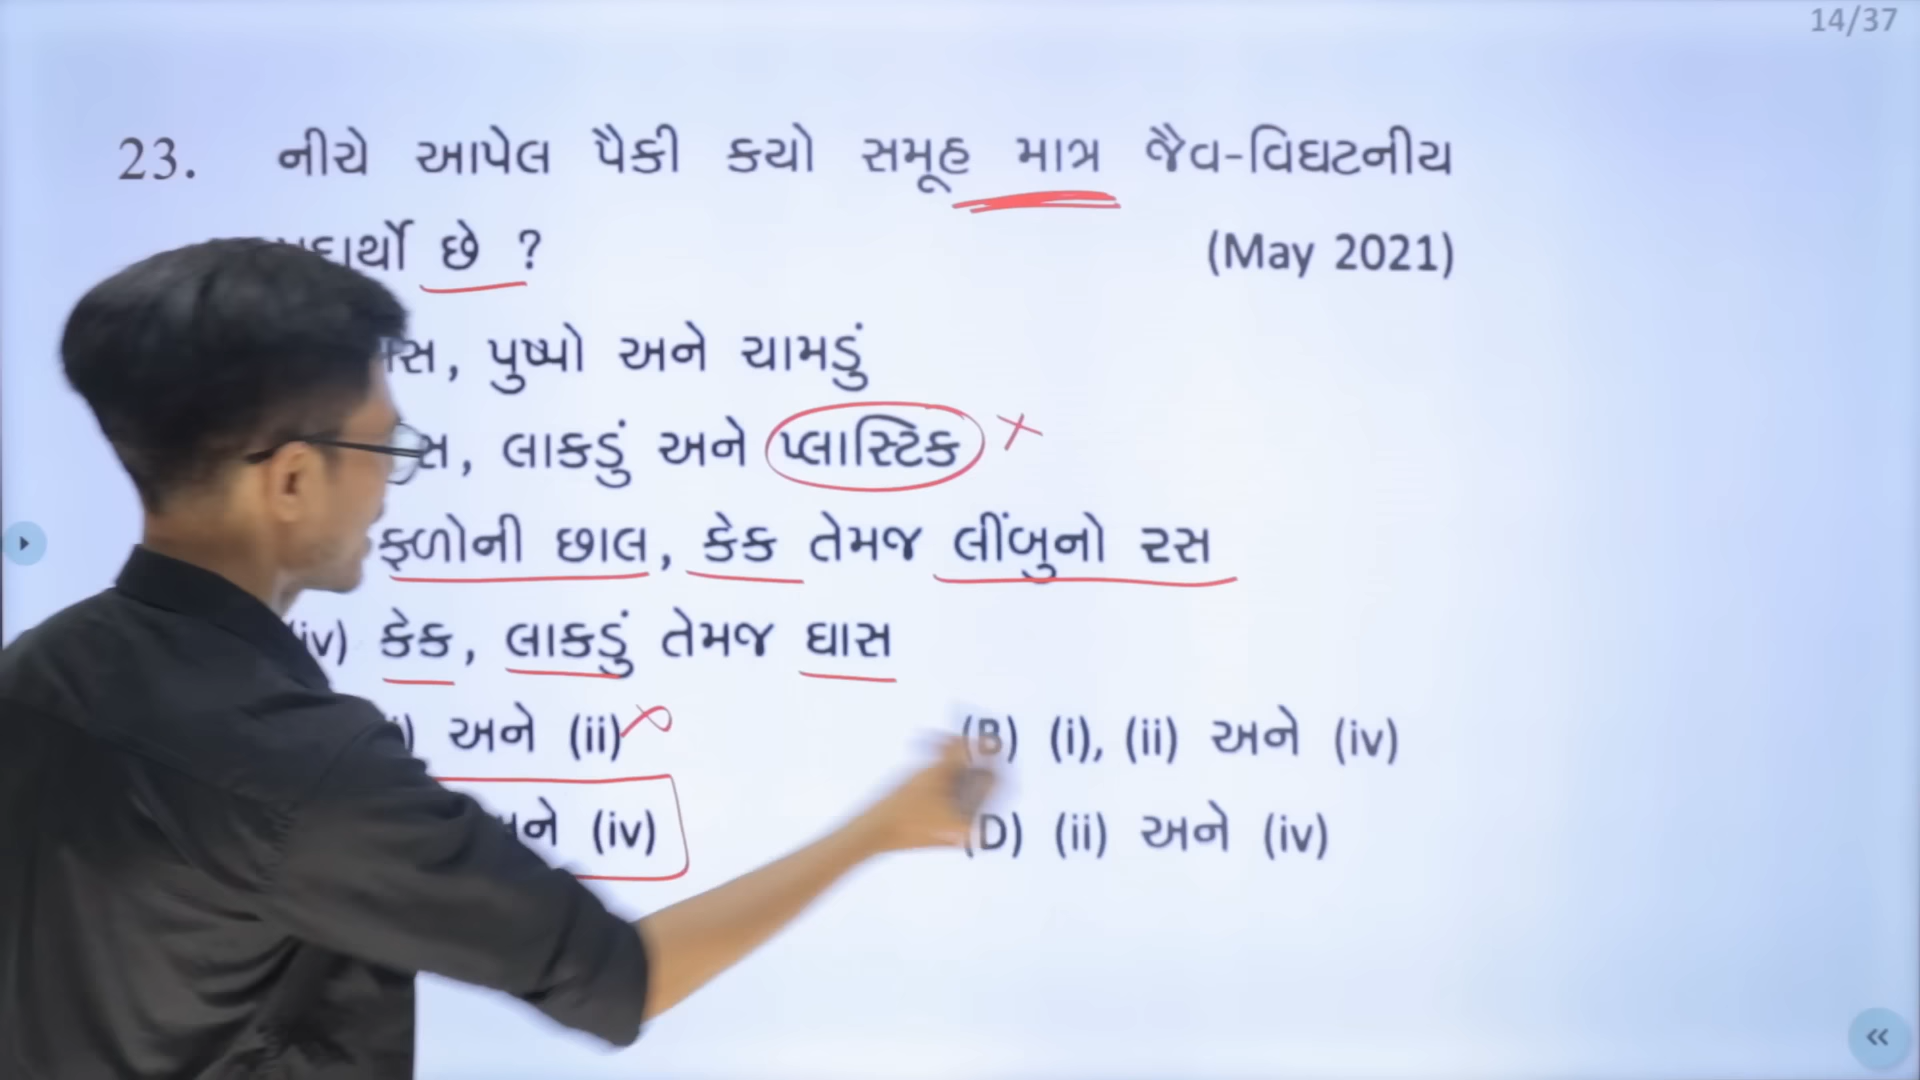 14/37
23. નીચે આપેલ પૈકી કયો સમૂહ માત્ર જૈવ-વિઘટનીય
છે ? (May 2021)
પુષ્પો અને ચામડું
લાકડું અને પ્લાસ્ટિક
ફળોની છાલ, કેક તેમજ લીંબુનો રસ
(iv) કેક, લાકડું તેમજ ઘાસ
અને (ii) (B) (i), (ii) અને (iv)
(iv) (D) (ii) અને (iv)